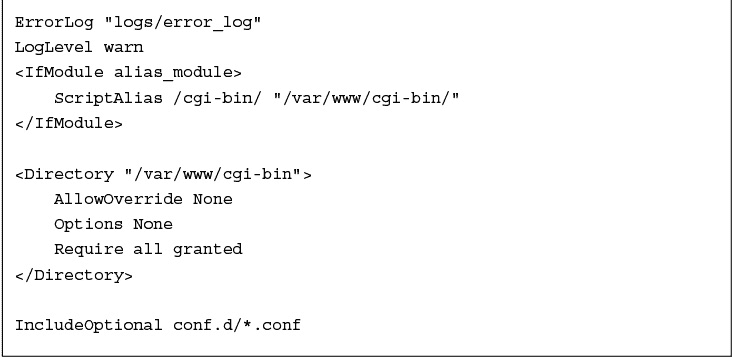 ErrorLog "logs/error_log"
LogLevel warn
<IfModule alias_module>
    ScriptAlias /cgi-bin/ "/var/www/cgi-bin/"
</IfModule>

<Directory "/var/www/cgi-bin">
    AllowOverride None
    Options None
    Require all granted
</Directory>

IncludeOptional conf.d/*.conf